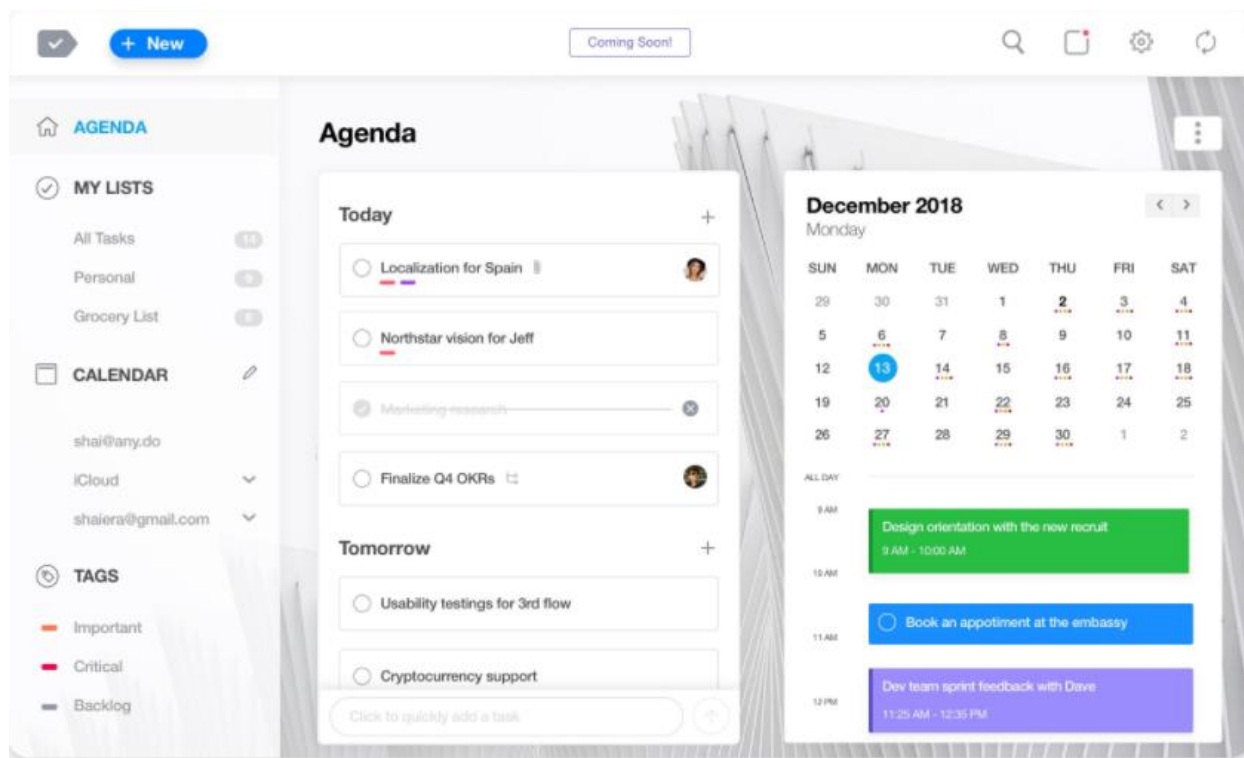 + New
Coming Soon!
AGENDA
MY LISTS
All Tasks 14
Personal
Grocery List
CALENDAR
shai@any.do
iCloud
shaiera@gmail.com
TAGS
Important
Critical
Backlog
Agenda
Today +
Localization for Spain
Northstar vision for Jeff
Marketing research
Finalize Q4 OKRs
Tomorrow +
Usability testings for 3rd flow
Cryptocurrency support
Click to quickly add a task
December 2018 < >
Monday
SUN MON TUE WED THU FRI SAT
29 30 31 1 2 3 4
5 6 7 8 9 10 11
12 13 14 15 16 17 18
19 20 21 22 23 24 25
26 27 28 29 30 1 2
ALL DAY
9 AM
Design orientation with the new recruit
9 AM - 10:00 AM
10 AM
Book an appotiment at the embassy
11 AM
Dev team sprint feedback with Dave
12 PM
11:25 AM - 12:35 PM